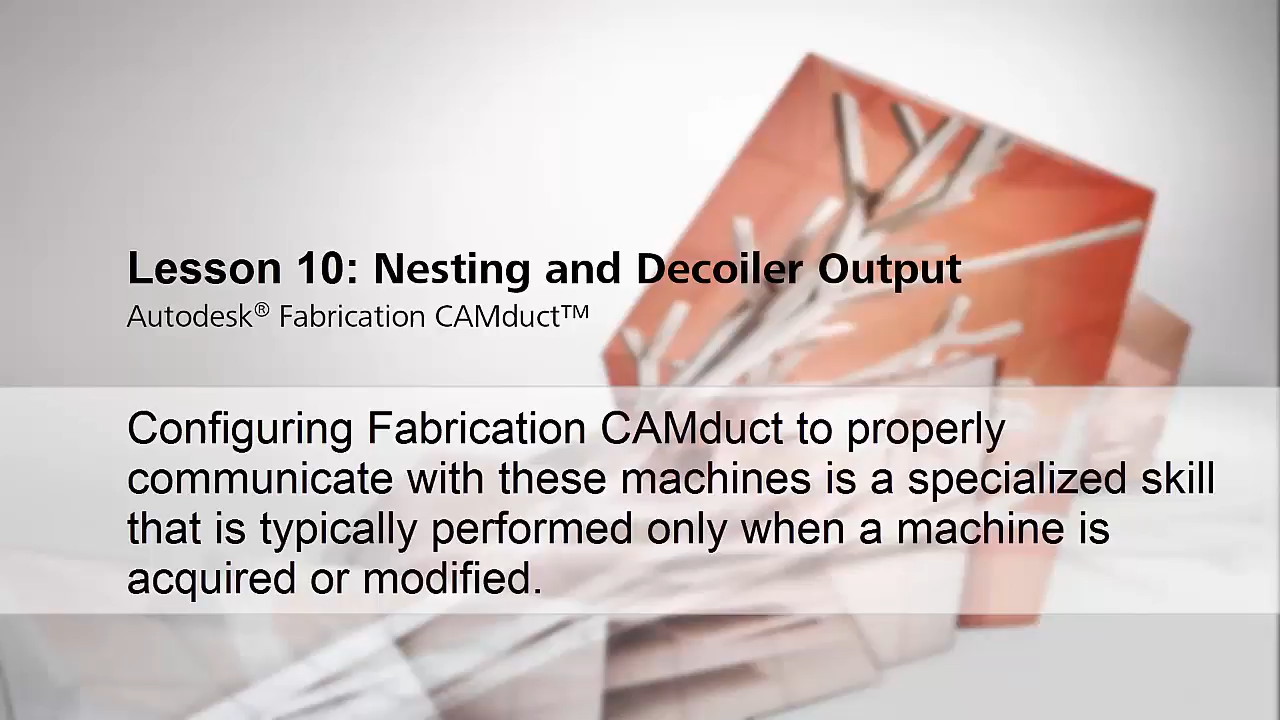 Lesson 10: Nesting and Decoiler Output
Autodesk® Fabrication CAMduct™
Configuring Fabrication CAMduct to properly
communicate with these machines is a specialized skill
that is typically performed only when a machine is
acquired or modified.